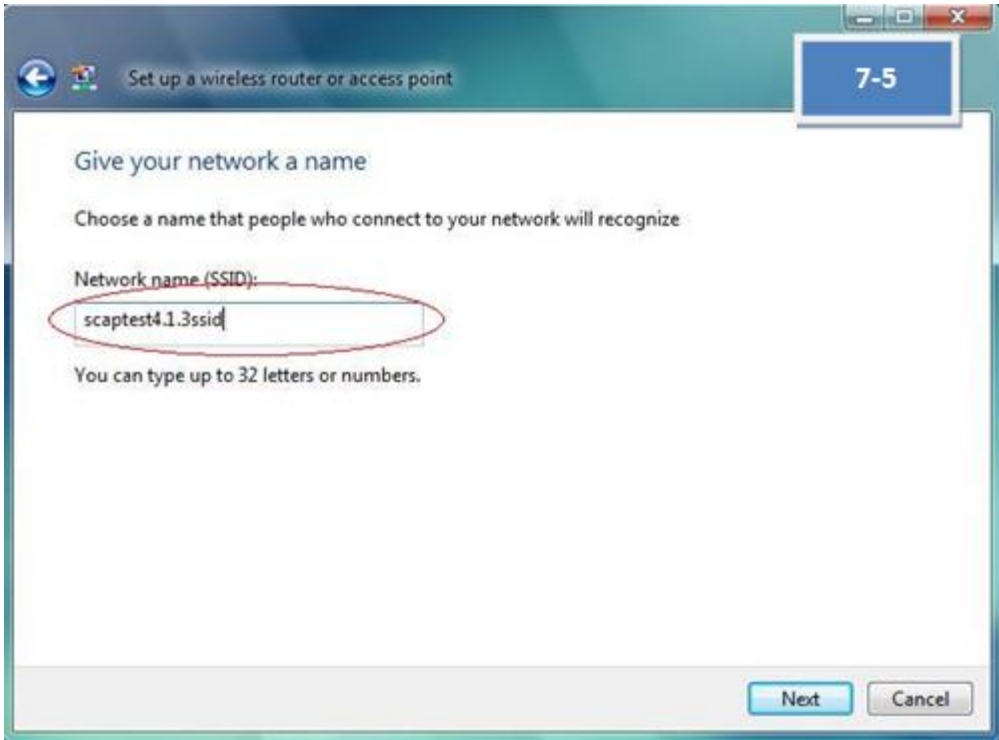 Set up a wireless router or access point
7-5
Give your network a name
Choose a name that people who connect to your network will recognize
Network name (SSID):
scaptest4.1.3ssid
You can type up to 32 letters or numbers.
Next
Cancel